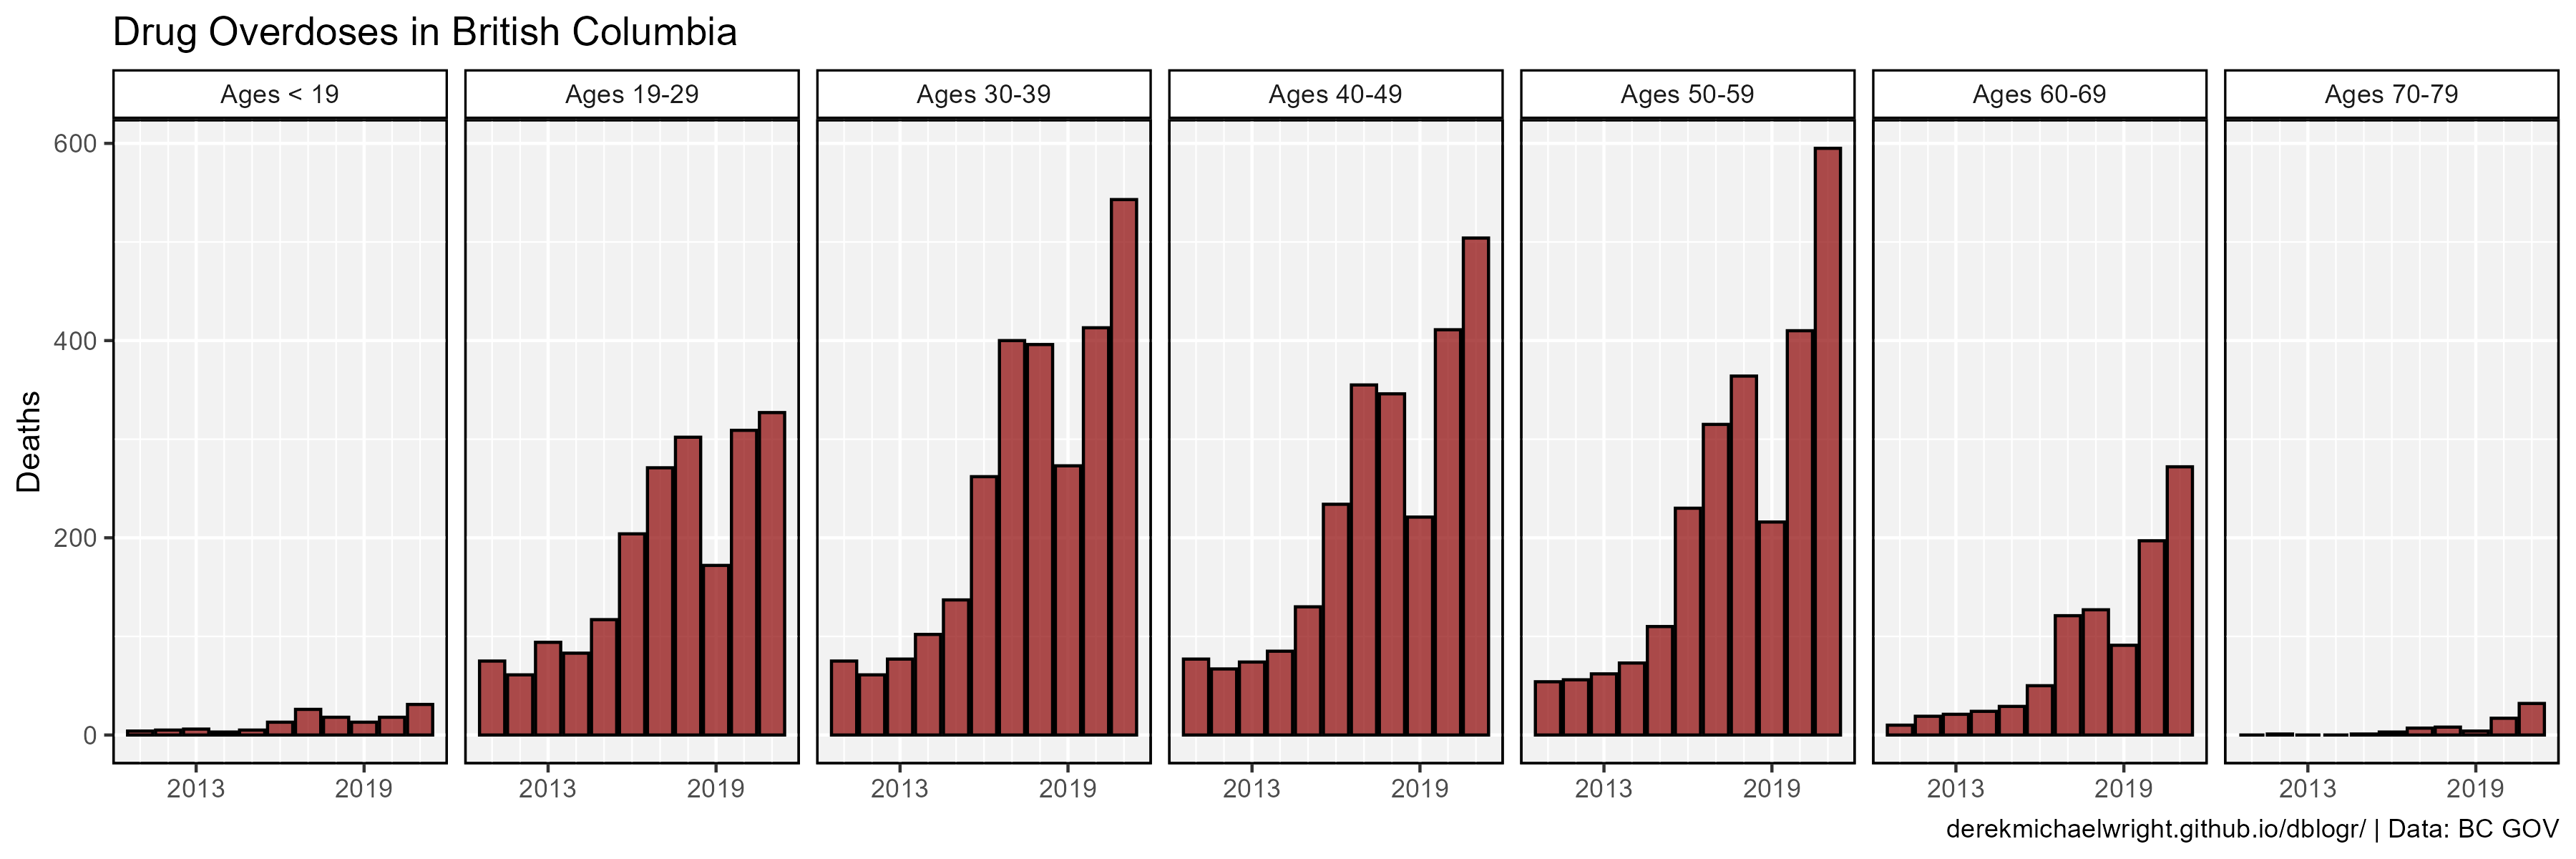 Drug Overdoses in British Columbia
Ages < 19 Ages 19-29 Ages 30-39 Ages 40-49 Ages 50-59 Ages 60-69 Ages 70-79
600
400
200
0
Deaths
2013 2019 2013 2019 2013 2019 2013 2019 2013 2019 2013 2019 2013 2019
derekmichaelwright.github.io/dblogr/ | Data: BC GOV